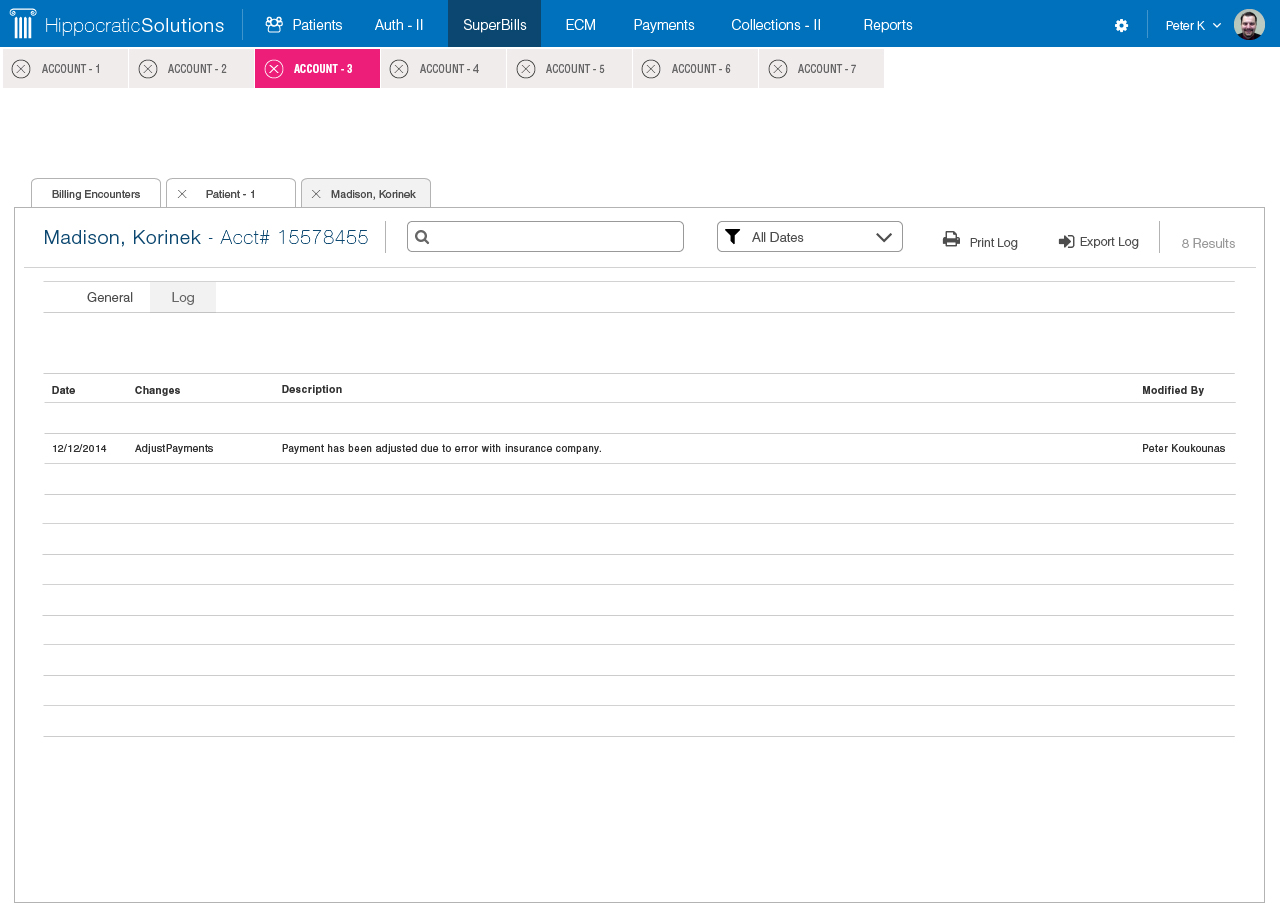 HippocraticSolutions Patients Auth - II SuperBills ECM Payments Collections - II Reports Peter K
ACCOUNT - 1 ACCOUNT - 2 ACCOUNT - 3 ACCOUNT - 4 ACCOUNT - 5 ACCOUNT - 6 ACCOUNT - 7
Billing Encounters Patient - 1 Madison, Korinek
Madison, Korinek - Acct# 15578455 All Dates Print Log Export Log 8 Results
General Log
Date Changes Description Modified By
12/12/2014 AdjustPayments Payment has been adjusted due to error with insurance company. Peter Koukounas